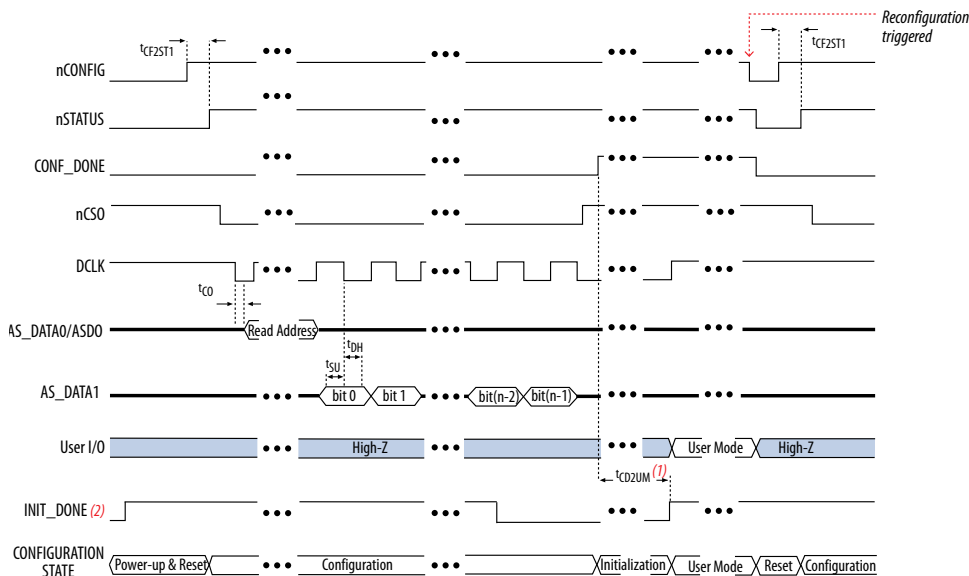 Reconfiguration
triggered
tCF2ST1
tCF2ST1
nCONFIG
nSTATUS
CONF_DONE
nCSO
DCLK
tCO
AS_DATA0/ASDO
Read Address
tSU
tDH
AS_DATA1
bit 0
bit 1
bit(n-2)
bit(n-1)
User I/O
High-Z
User Mode
High-Z
tCD2UM (1)
INIT_DONE (2)
CONFIGURATION
STATE
Power-up & Reset
Configuration
Initialization
User Mode
Reset
Configuration